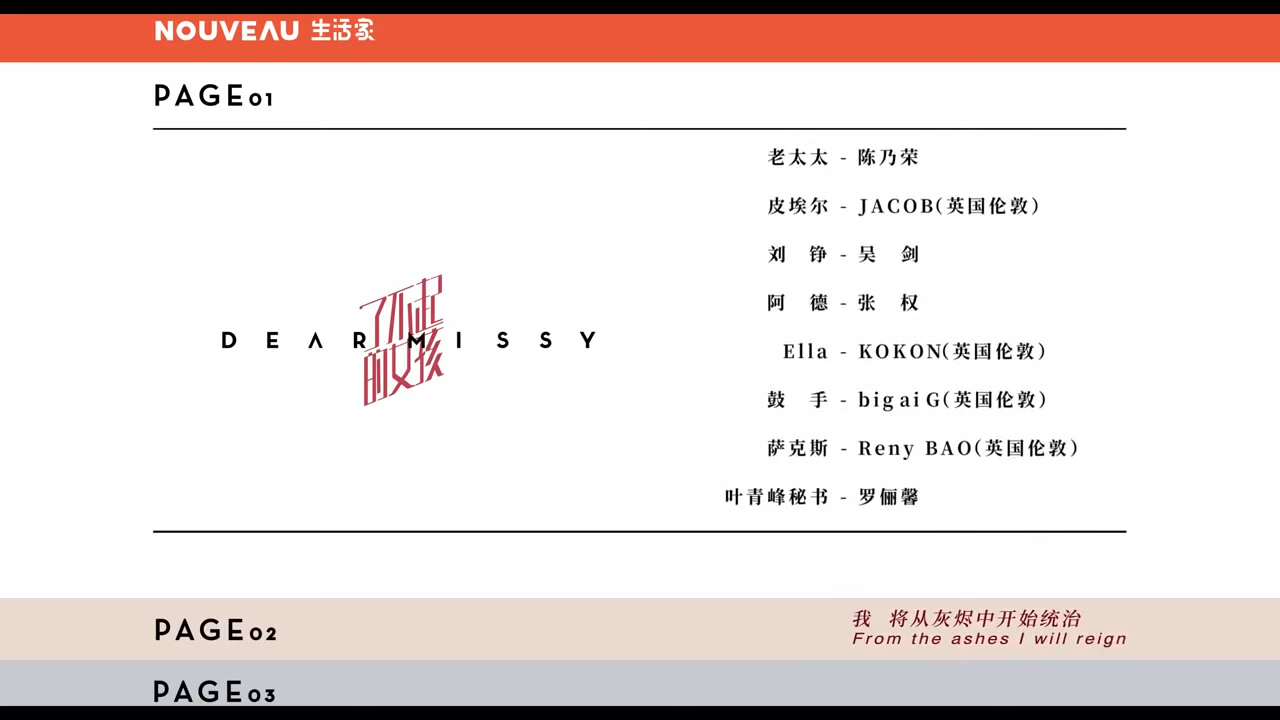 NOUVEAU 生活家
PAGE01
老太太 - 陈乃荣
皮埃尔 - JACOB(英国伦敦)
刘 铮 - 吴 剑
阿 德 - 张 权
Ella - KOKON(英国伦敦)
鼓 手 - big ai G(英国伦敦)
萨克斯 - Reny BAO(英国伦敦)
叶青峰秘书 - 罗俪馨
了不起
DEAR MISSY
的女孩
PAGE02
我 将从灰烬中开始统治
From the ashes I will reign
PAGE03